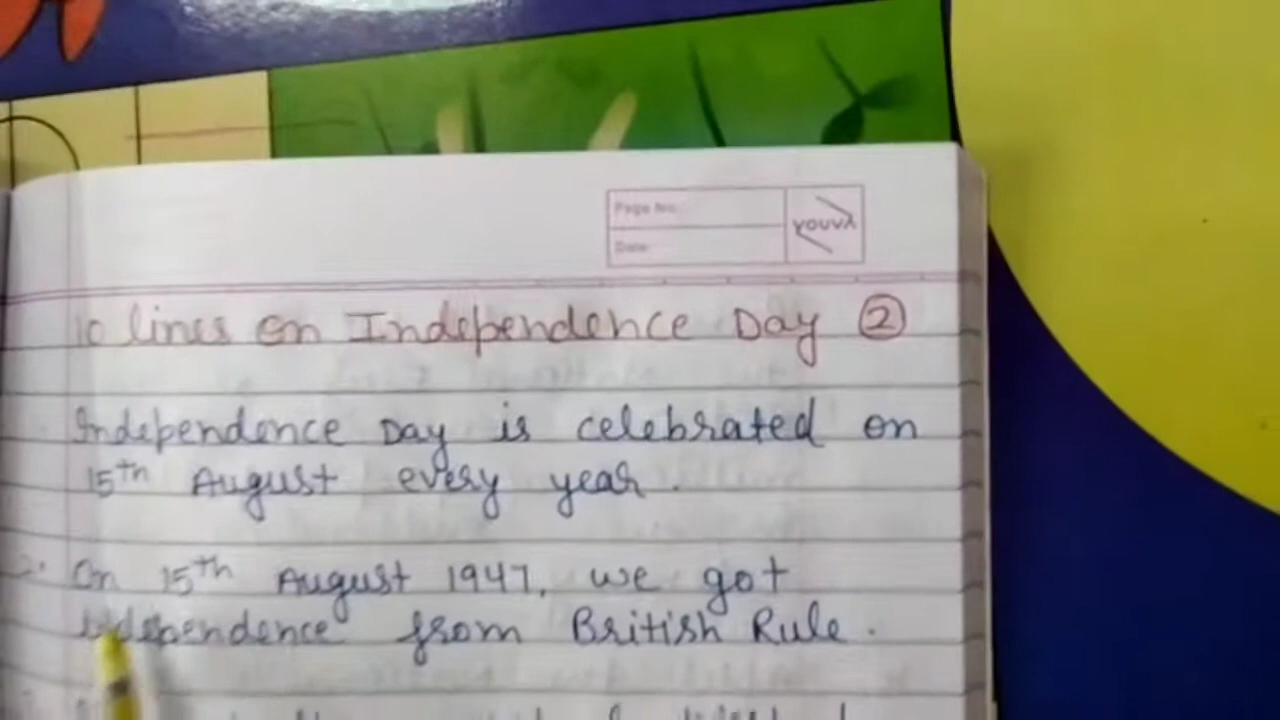 Page No.
Date
YOUVA
10 lines on Independence Day ②
Independence Day is celebrated on
15th August every year.
2. On 15th August 1947, we got
independence from British Rule.